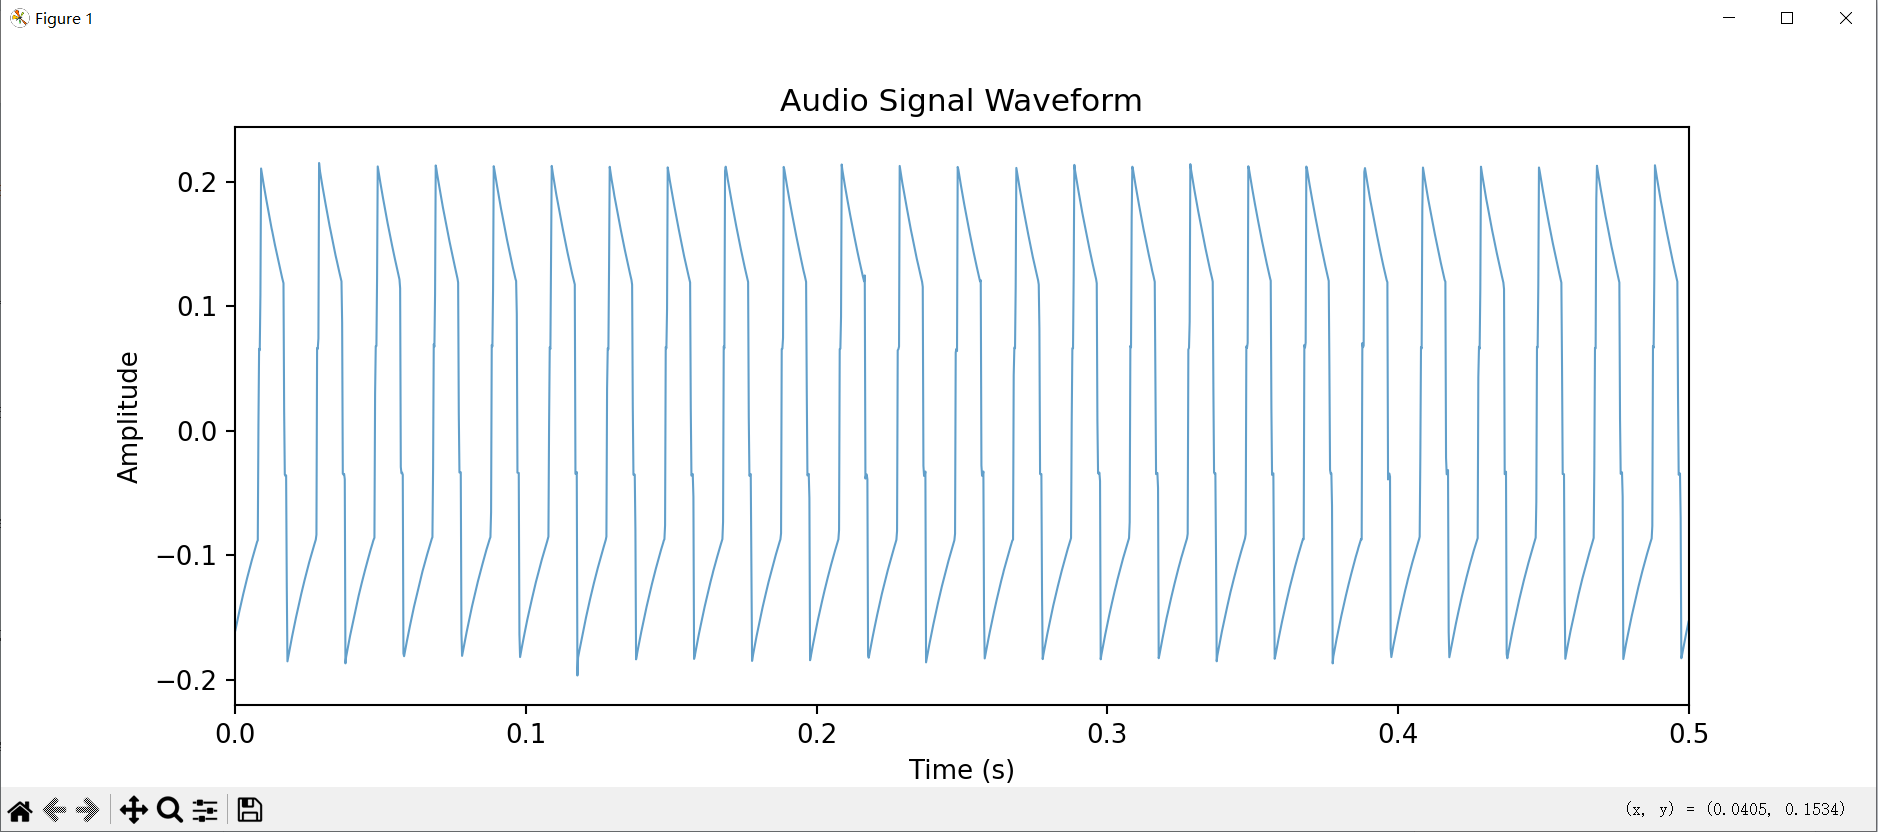 Figure 1
Audio Signal Waveform
0.2
0.1
0.0
−0.1
−0.2
Amplitude
0.0 0.1 0.2 0.3 0.4 0.5
Time (s)
(x, y) = (0.0405, 0.1534)